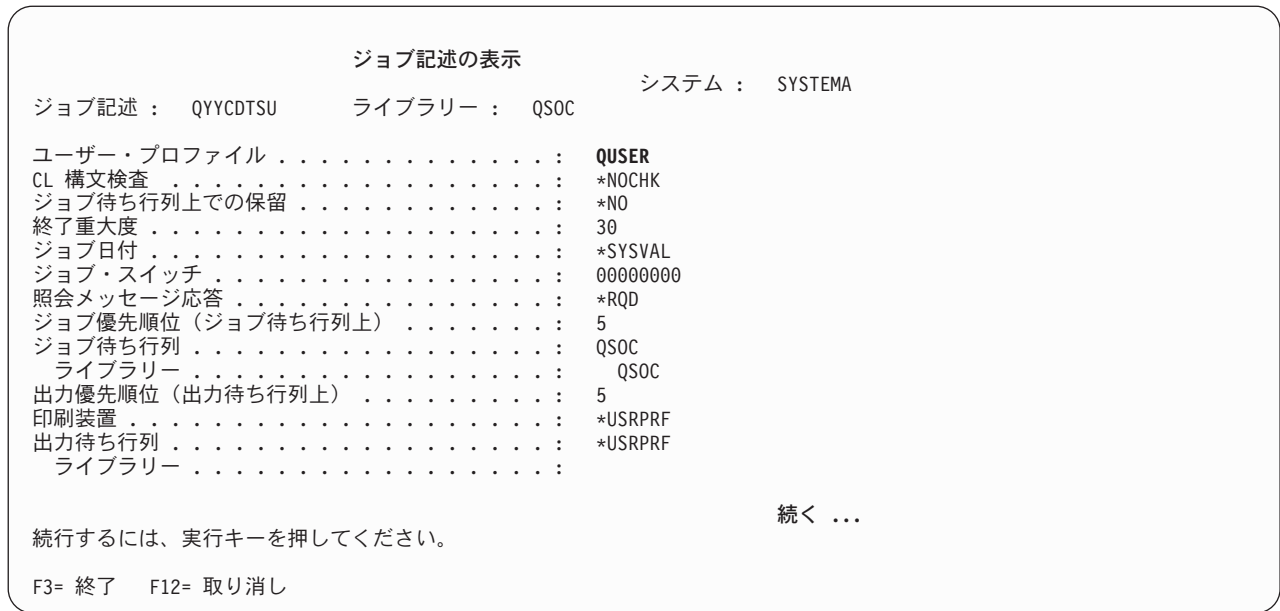 ジョブ記述の表示
システム : SYSTEMA
ジョブ記述 : QYYCDTSU ライブラリー : QSOC
ユーザー・プロファイル . . . . . . . . . . . . . : QUSER
CL 構文検査 . . . . . . . . . . . . . . . . . . : *NOCHK
ジョブ待ち行列上での保留 . . . . . . . . . . . . : *NO
終了重大度 . . . . . . . . . . . . . . . . . . . : 30
ジョブ日付 . . . . . . . . . . . . . . . . . . . : *SYSVAL
ジョブ・スイッチ . . . . . . . . . . . . . . . . : 00000000
照会メッセージ応答 . . . . . . . . . . . . . . . : *RQD
ジョブ優先順位（ジョブ待ち行列上） . . . . . . . : 5
ジョブ待ち行列 . . . . . . . . . . . . . . . . . : QSOC
ライブラリー . . . . . . . . . . . . . . . . . : QSOC
出力優先順位（出力待ち行列上） . . . . . . . . . : 5
印刷装置 . . . . . . . . . . . . . . . . . . . . : *USRPRF
出力待ち行列 . . . . . . . . . . . . . . . . . . : *USRPRF
ライブラリー . . . . . . . . . . . . . . . . . :
続く ...
続行するには、実行キーを押してください。
F3= 終了 F12= 取り消し